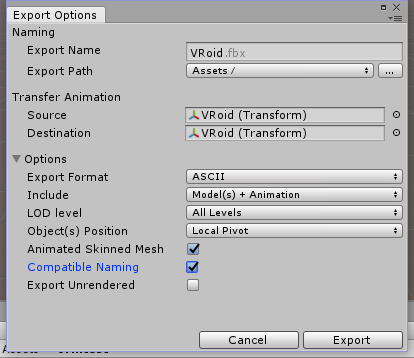 Export Options
Naming
Export Name VRoid.fbx
Export Path Assets / ...
Transfer Animation
Source VRoid (Transform)
Destination VRoid (Transform)
Options
Export Format ASCII
Include Model(s) + Animation
LOD level All Levels
Object(s) Position Local Pivot
Animated Skinned Mesh
Compatible Naming
Export Unrendered
Cancel Export